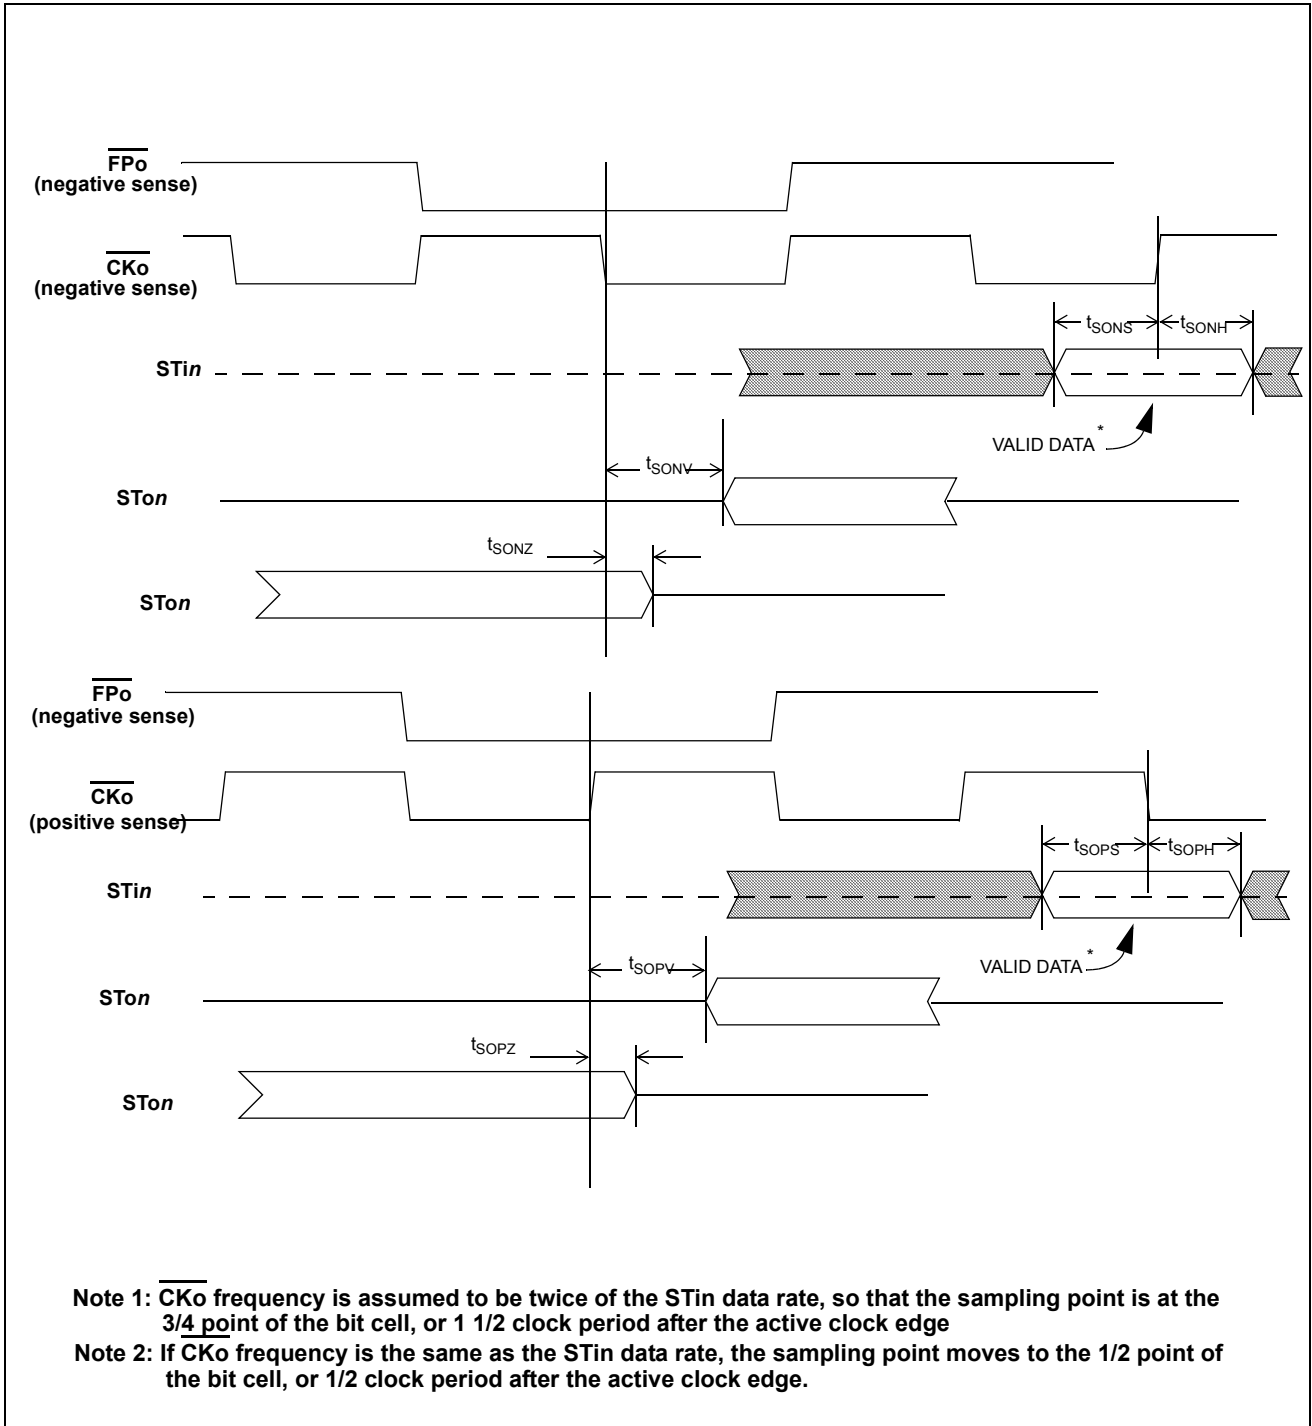 FPo
(negative sense)
CKo
(negative sense)
tSONS
tSONH
STin
VALID DATA *
tSONV
STon
tSONZ
STon
FPo
(negative sense)
CKo
(positive sense)
tSOPS
tSOPH
STin
VALID DATA *
tSOPV
STon
tSOPZ
STon
Note 1: CKo frequency is assumed to be twice of the STin data rate, so that the sampling point is at the
3/4 point of the bit cell, or 1 1/2 clock period after the active clock edge
Note 2: If CKo frequency is the same as the STin data rate, the sampling point moves to the 1/2 point of
the bit cell, or 1/2 clock period after the active clock edge.